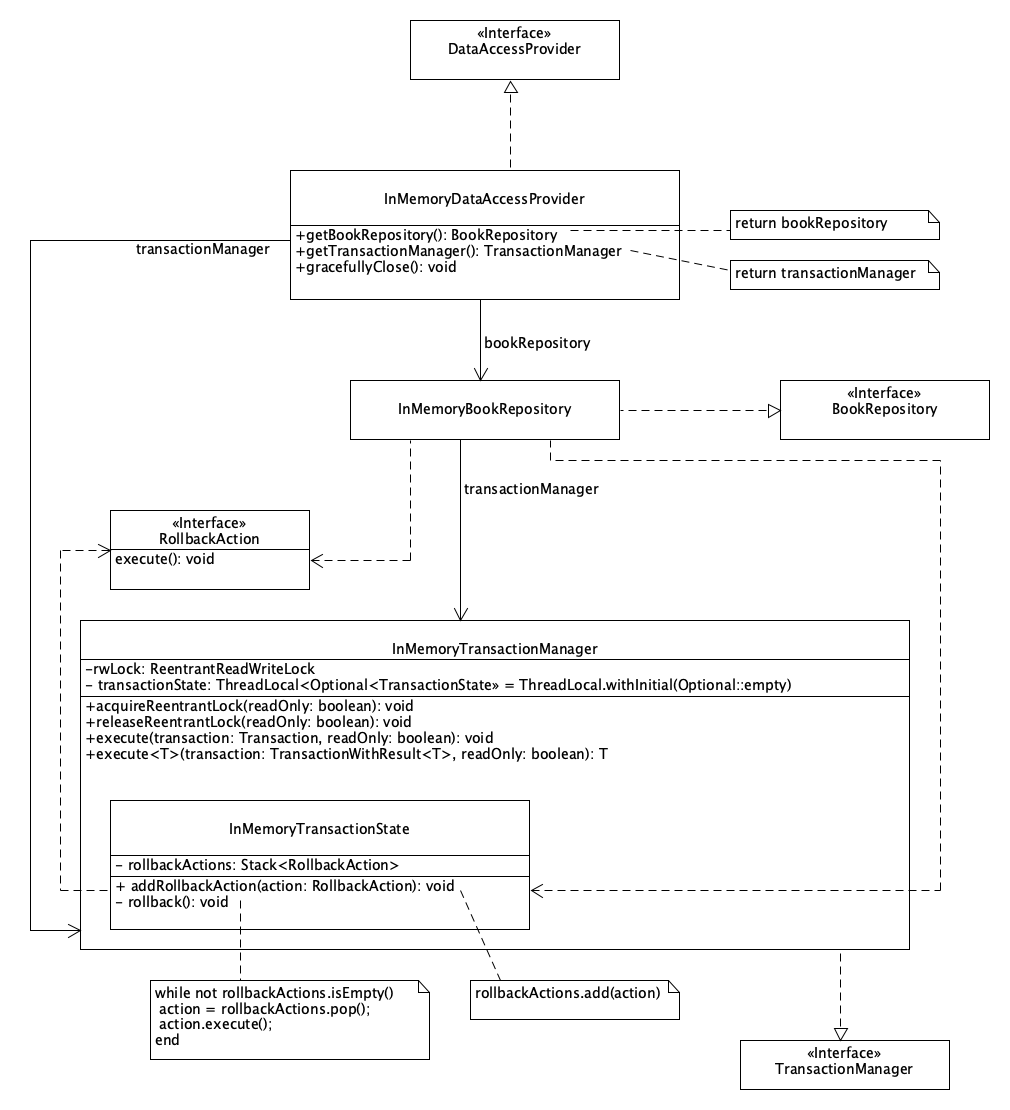 «Interface»
DataAccessProvider
InMemoryDataAccessProvider
+getBookRepository(): BookRepository
+getTransactionManager(): TransactionManager
+gracefullyClose(): void
return bookRepository
return transactionManager
transactionManager
bookRepository
InMemoryBookRepository
«Interface»
BookRepository
transactionManager
«Interface»
RollbackAction
execute(): void
InMemoryTransactionManager
-rwLock: ReentrantReadWriteLock
- transactionState: ThreadLocal<Optional<TransactionState» = ThreadLocal.withInitial(Optional::empty)
+acquireReentrantLock(readOnly: boolean): void
+releaseReentrantLock(readOnly: boolean): void
+execute(transaction: Transaction, readOnly: boolean): void
+execute<T>(transaction: TransactionWithResult<T>, readOnly: boolean): T
InMemoryTransactionState
- rollbackActions: Stack<RollbackAction>
+ addRollbackAction(action: RollbackAction): void
- rollback(): void
while not rollbackActions.isEmpty()
action = rollbackActions.pop();
action.execute();
end
rollbackActions.add(action)
«Interface»
TransactionManager